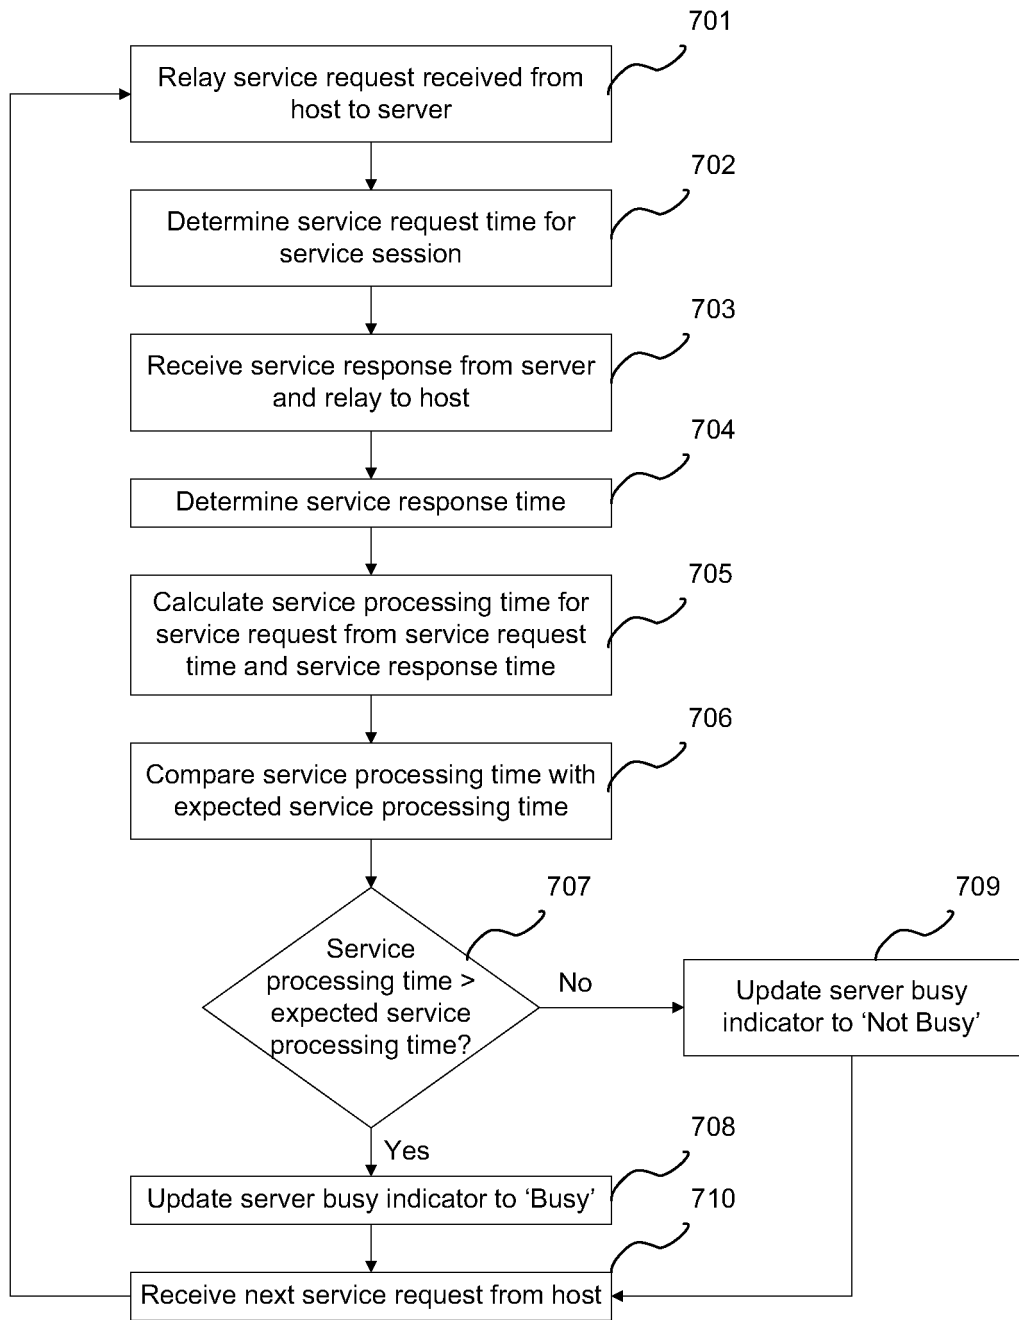 701
Relay service request received from
host to server
702
Determine service request time for
service session
703
Receive service response from server
and relay to host
704
Determine service response time
705
Calculate service processing time for
service request from service request
time and service response time
706
Compare service processing time with
expected service processing time
707
Service
processing time >
expected service
processing time?
No
709
Update server busy
indicator to ‘Not Busy’
Yes
708
Update server busy indicator to ‘Busy’
710
Receive next service request from host